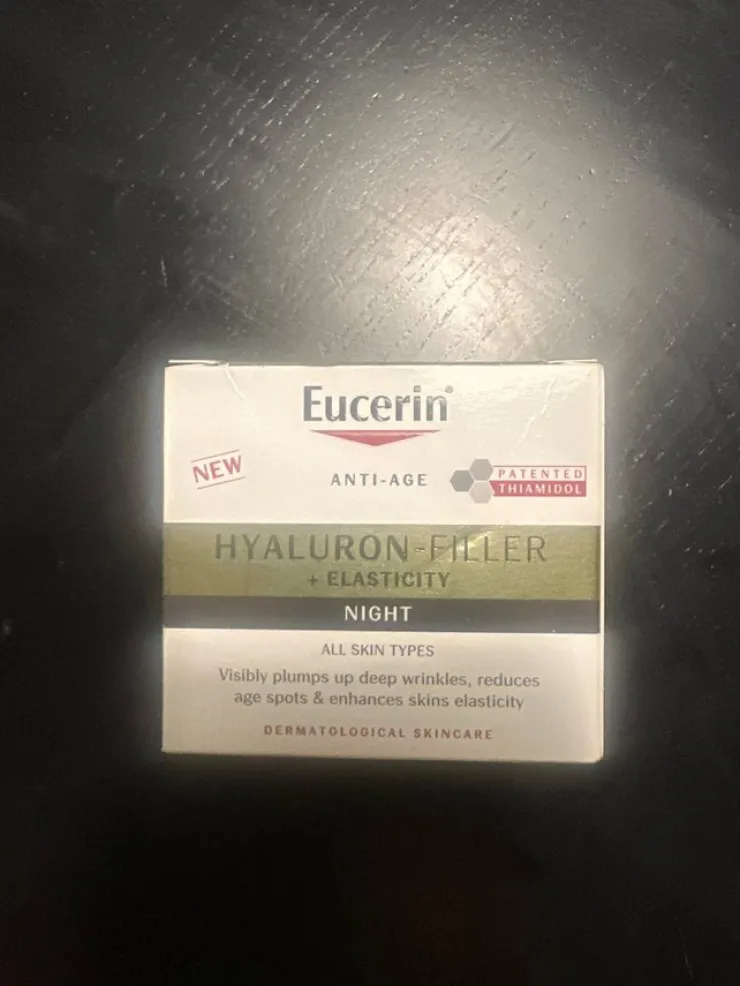 Eucerin®
NEW
ANTI-AGE
PATENTED
THIAMIDOL
HYALURON-FILLER
+ ELASTICITY
NIGHT
ALL SKIN TYPES
Visibly plumps up deep wrinkles, reduces
age spots & enhances skins elasticity
DERMATOLOGICAL SKINCARE